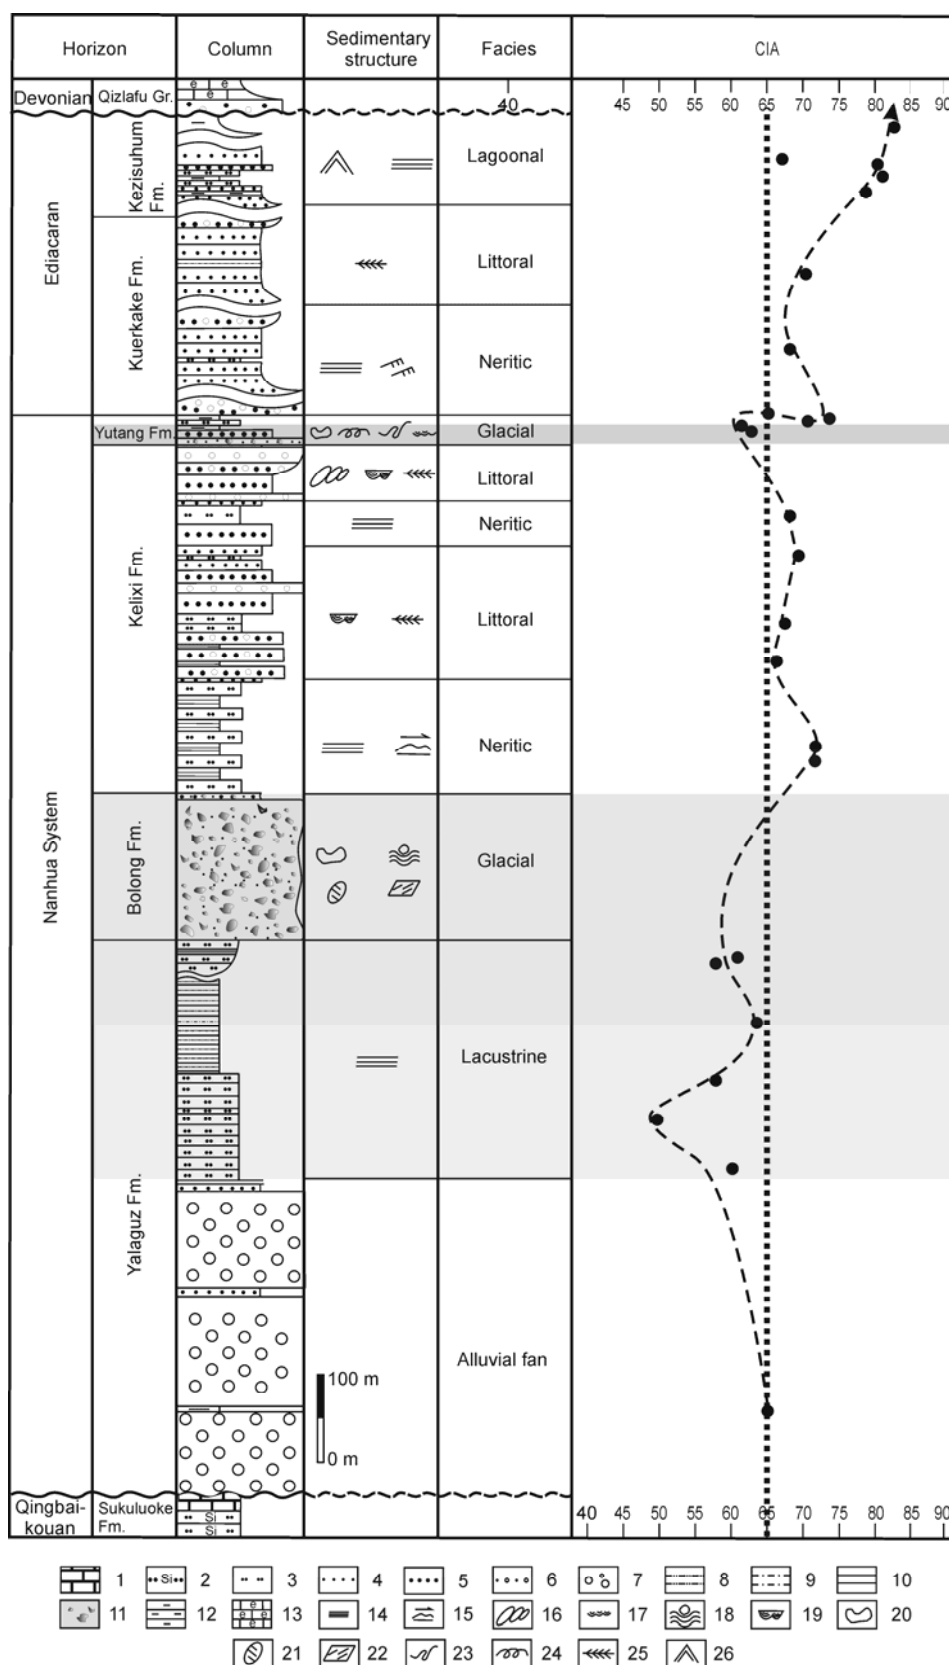 Horizon Column Sedimentary structure Facies CIA
Devonian Qizlafu Gr. 40 45 50 55 60 65 70 75 80 85 90
e e
e
Ediacaran
Kezisuhum Fm.
Lagoonal
Kuerkake Fm.
Littoral
Neritic
Nanhua System
Yutang Fm. Glacial
Kelixi Fm.
Littoral
Neritic
Littoral
Neritic
Bolong Fm.
Glacial
Yalaguz Fm.
Lacustrine
Alluvial fan
100 m
0 m
Qingbai-kouan Sukuluoke Fm. 40 45 50 55 60 65 70 75 80 85 90
Si
Si
1 Si 2 3 4 5 6 7 8 9 10
11 12 e e e 13 14 15 16 17 18 19 20
21 22 23 24 25 26